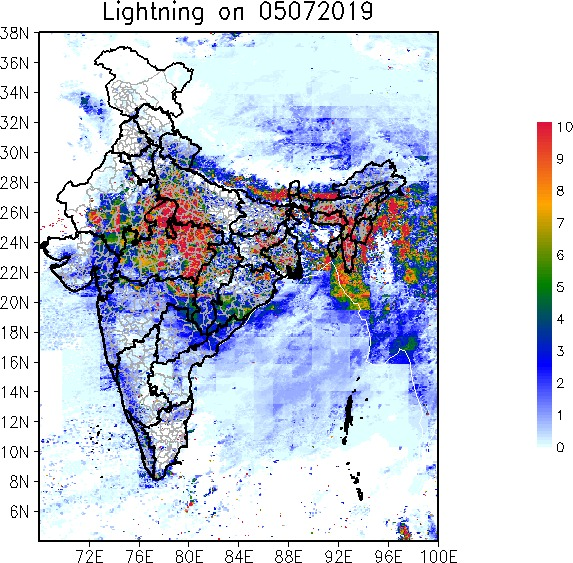 Lightning on 05072019
38N
36N
34N
32N
30N
28N
26N
24N
22N
20N
18N
16N
14N
12N
10N
8N
6N
72E 76E 80E 84E 88E 92E 96E 100E
10
9
8
7
6
5
4
3
2
1
0